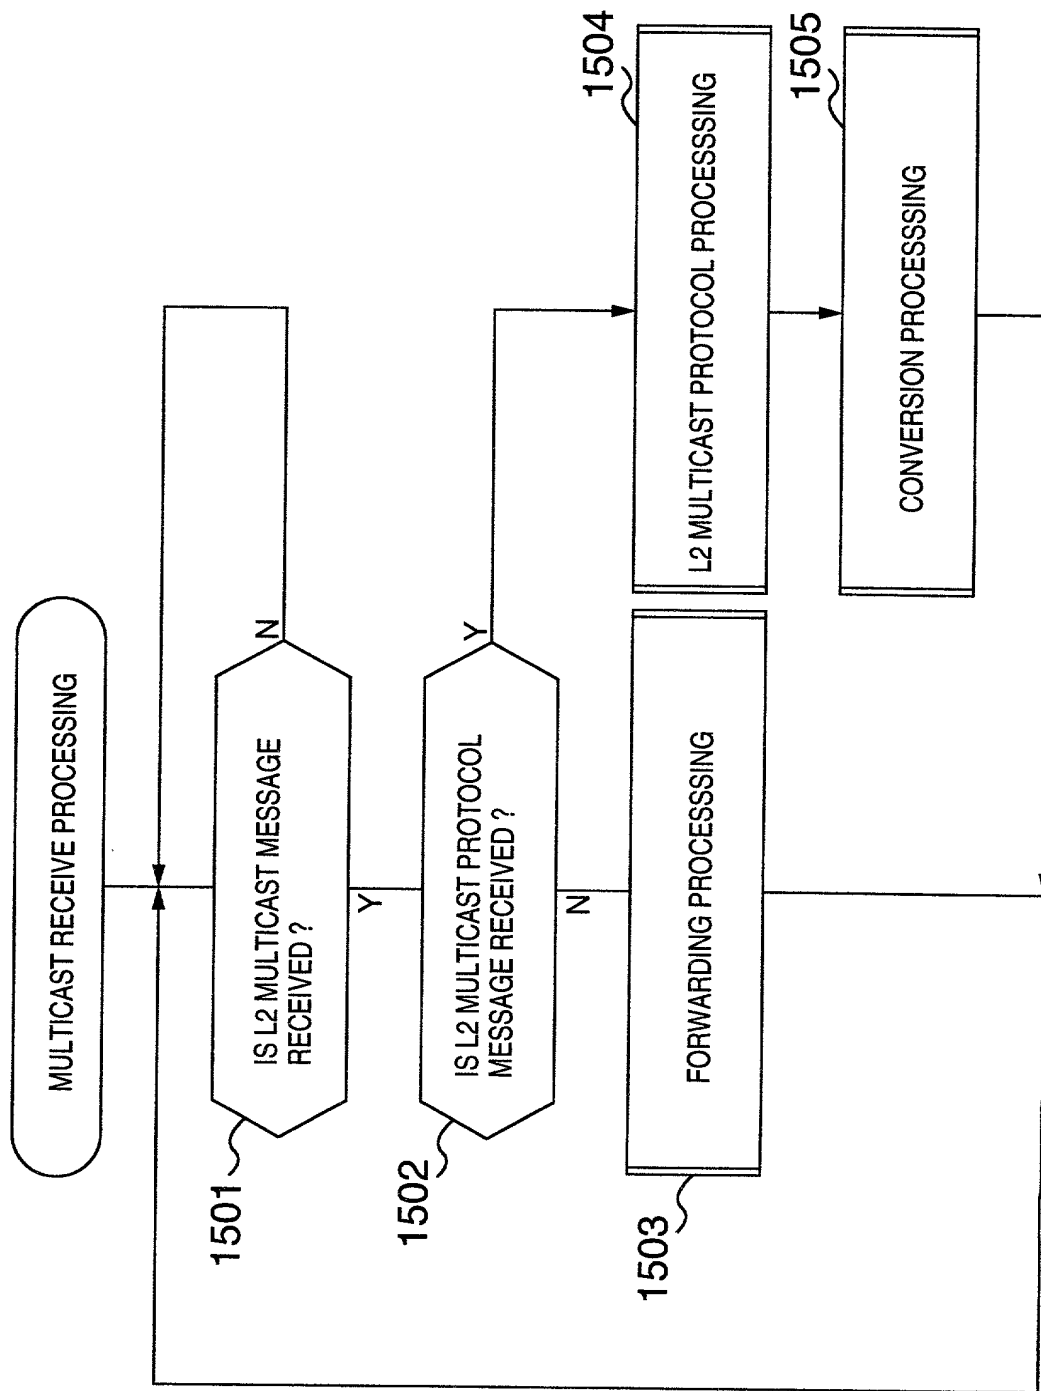 MULTICAST RECEIVE PROCESSING
1501
IS L2 MULTICAST MESSAGE
RECEIVED ?
N
Y
1502
IS L2 MULTICAST PROTOCOL
MESSAGE RECEIVED ?
Y
N
1503
FORWARDING PROCESSSING
1504
L2 MULTICAST PROTOCOL PROCESSSING
1505
CONVERSION PROCESSSING